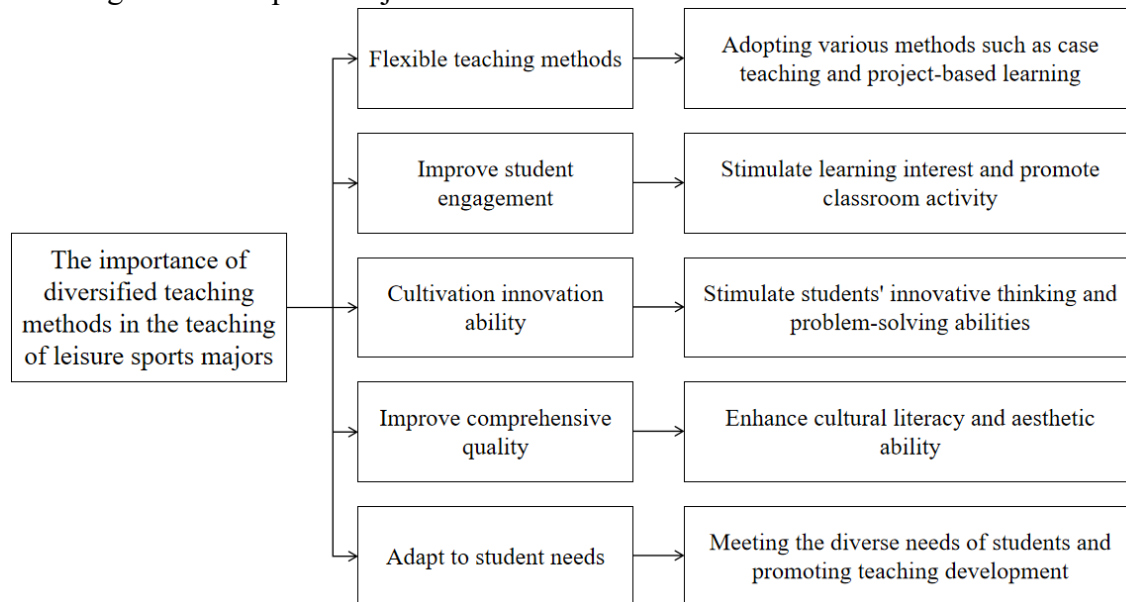 Flexible teaching methods
Adopting various methods such as case
teaching and project-based learning
Improve student
engagement
Stimulate learning interest and promote
classroom activity
The importance of
diversified teaching
methods in the teaching
of leisure sports majors
Cultivation innovation
ability
Stimulate students' innovative thinking and
problem-solving abilities
Improve comprehensive
quality
Enhance cultural literacy and aesthetic
ability
Adapt to student needs
Meeting the diverse needs of students and
promoting teaching development